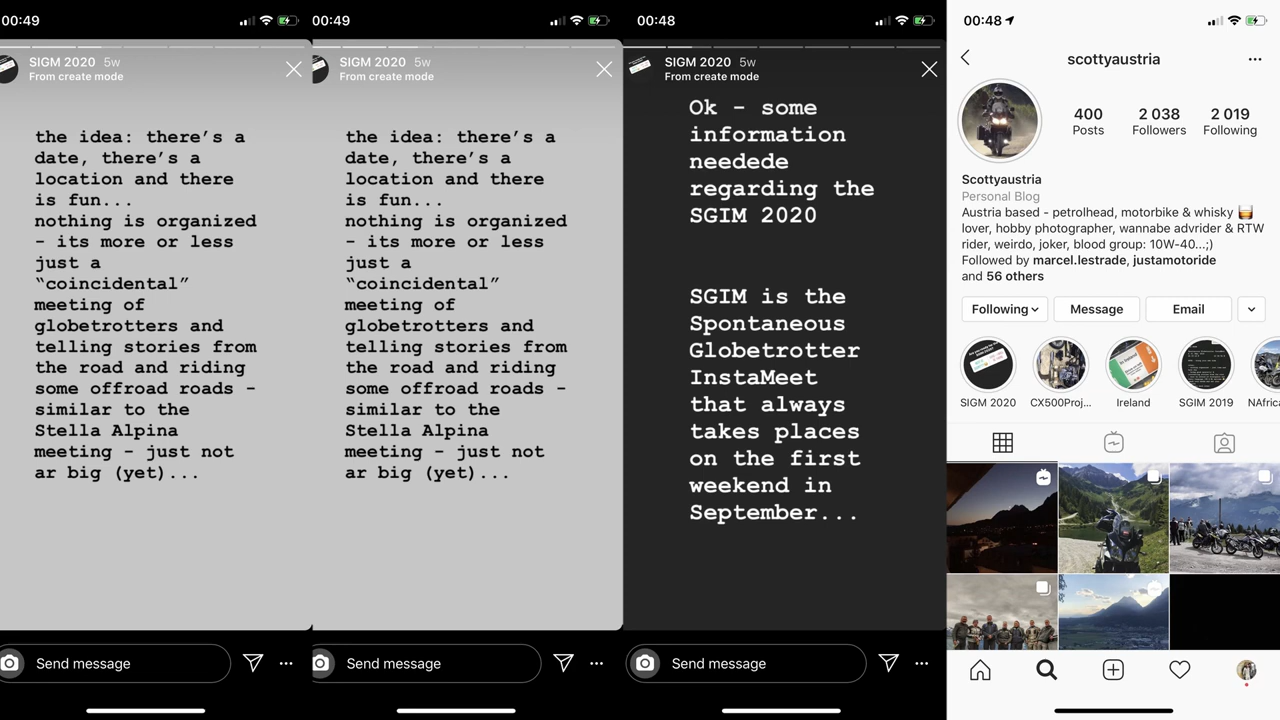 00:49
SIGM 2020 5w
From create mode
the idea: there’s a
date, there’s a
location and there
is fun...
nothing is organized
- its more or less
just a
“coincidental”
meeting of
globetrotters and
telling stories from
the road and riding
some offroad roads -
similar to the
Stella Alpina
meeting - just not
ar big (yet)...
Send message
00:49
SIGM 2020 5w
From create mode
the idea: there’s a
date, there’s a
location and there
is fun...
nothing is organized
- its more or less
just a
“coincidental”
meeting of
globetrotters and
telling stories from
the road and riding
some offroad roads -
similar to the
Stella Alpina
meeting - just not
ar big (yet)...
Send message
00:48
SIGM 2020 5w
From create mode
Ok - some
information
nedede
regarding the
SGIM 2020
SGIM is the
Spontaneous
Globetrotter
InstaMeet
that always
takes places
on the first
weekend in
September...
Send message
00:48
scottyaustria
400 2 038 2 019
Posts Followers Following
Scottyaustria
Personal Blog
Austria based - petrolhead, motorbike & whisky
lover, hobby photographer, wannabe advrider & RTW
rider, weirdo, joker, blood group: 10W-40...;)
Followed by marcel.lestrade, justamotoride
and 56 others
Following Message Email
SIGM 2020 CX500Proj... Ireland SGIM 2019 NAfrica